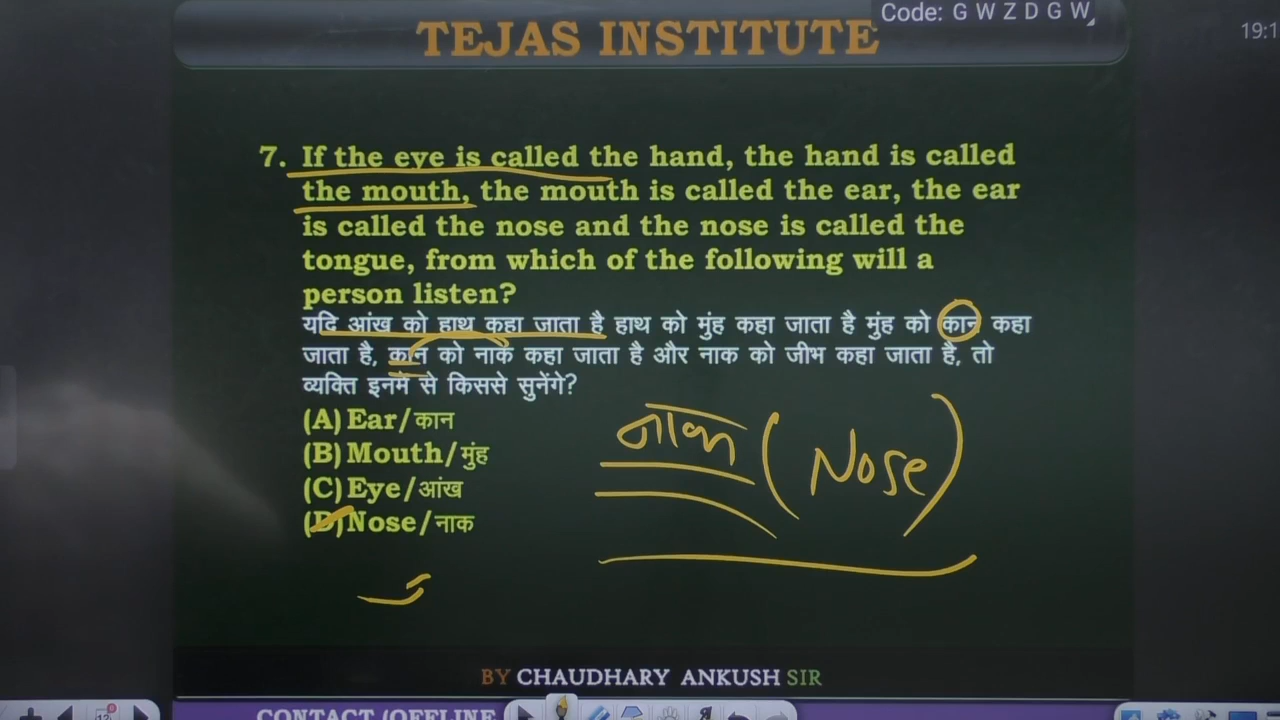 Code: G W Z D G W
19:1
TEJAS INSTITUTE
7. If the eye is called the hand, the hand is called
the mouth, the mouth is called the ear, the ear
is called the nose and the nose is called the
tongue, from which of the following will a
person listen?
यदि आंख को हाथ कहा जाता है हाथ को मुंह कहा जाता है मुंह को कान कहा
जाता है, कान को नाक कहा जाता है और नाक को जीभ कहा जाता है, तो
व्यक्ति इनमें से किससे सुनेंगे?
(A) Ear/कान
(B) Mouth/मुंह
(C) Eye/आंख
(D) Nose/नाक
नाक (Nose)
BY CHAUDHARY ANKUSH SIR
CONTACT (OFFLINE